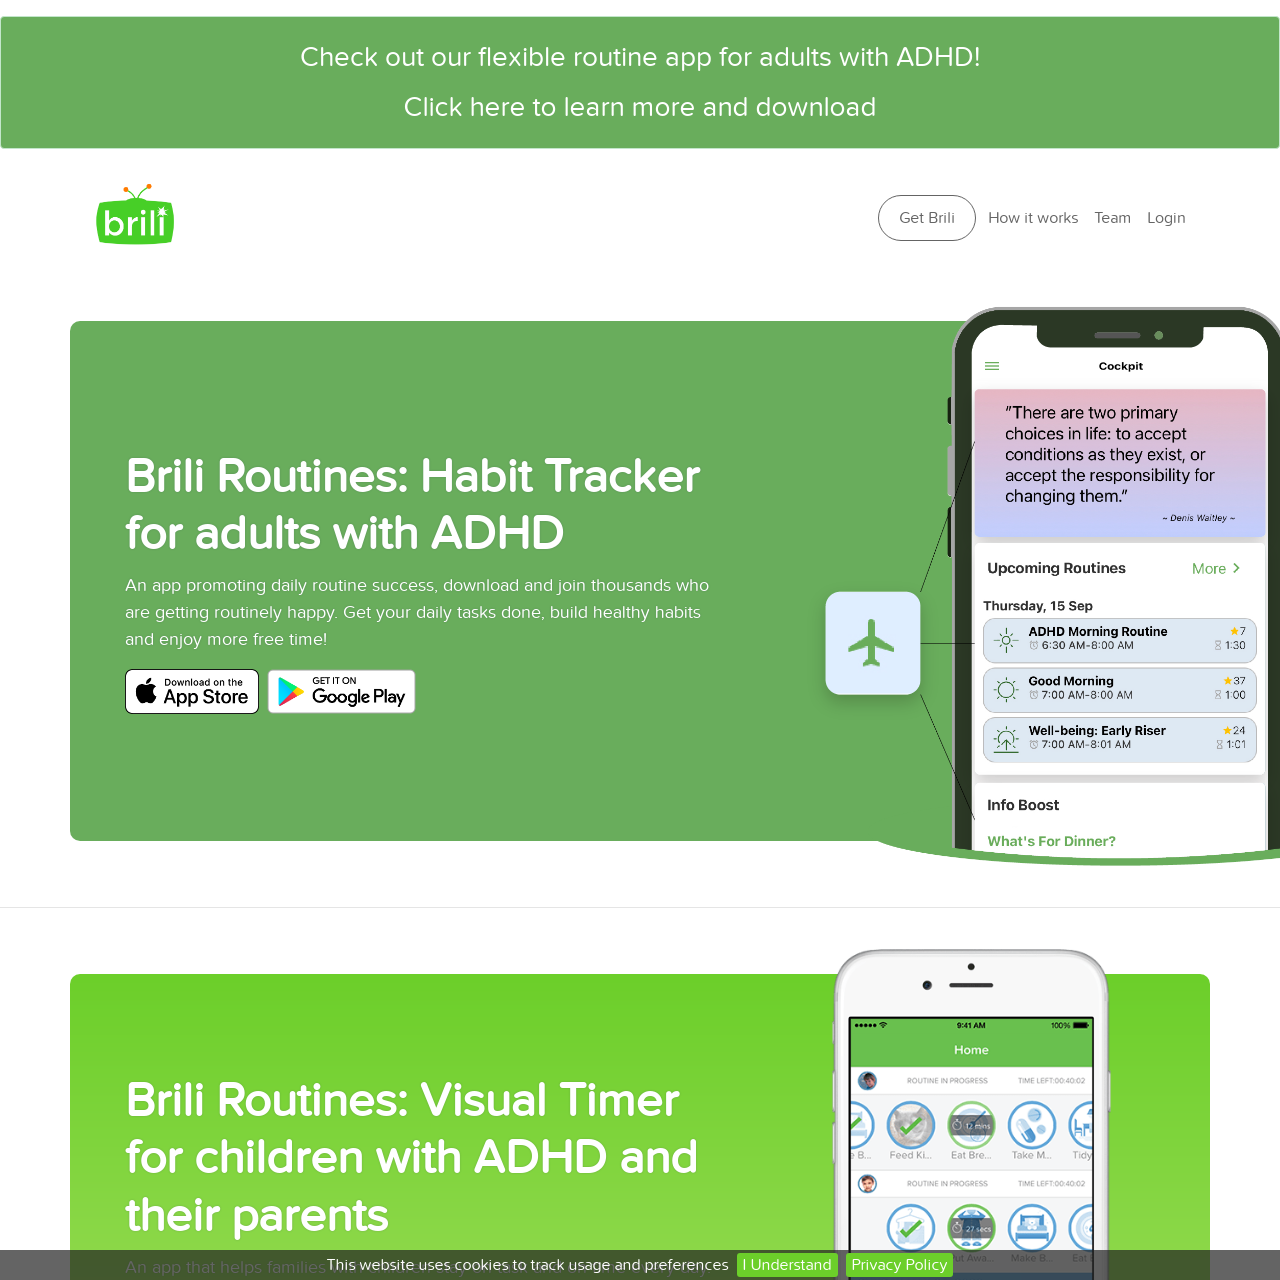 Check out our flexible routine app for adults with ADHD!
Click here to learn more and download
brili
Get Brili
How it works
Team
Login
Brili Routines: Habit Tracker
for adults with ADHD
An app promoting daily routine success, download and join thousands who
are getting routinely happy. Get your daily tasks done, build healthy habits
and enjoy more free time!
Download on the
App Store
GET IT ON
Google Play
Cockpit
"There are two primary
choices in life: to accept
conditions as they exist, or
accept the responsibility for
changing them."
~ Denis Waitley ~
Upcoming Routines
More
Thursday, 15 Sep
ADHD Morning Routine
7
6:30 AM-8:00 AM
1:30
Good Morning
37
7:00 AM-8:00 AM
1:00
Well-being: Early Riser
24
7:00 AM-8:01 AM
1:01
Info Boost
What's For Dinner?
Brili Routines: Visual Timer
for children with ADHD and
their parents
An app that helps families
9:41 AM
100%
Home
ROUTINE IN PROGRESS
TIME LEFT:00:40:02
12 mins
e B...
Feed Ki...
Eat Bre...
Take M...
Tidy
ROUTINE IN PROGRESS
TIME LEFT:00:40:02
27 secs
Make B...
This website uses cookies to track usage and preferences
I Understand
Privacy Policy